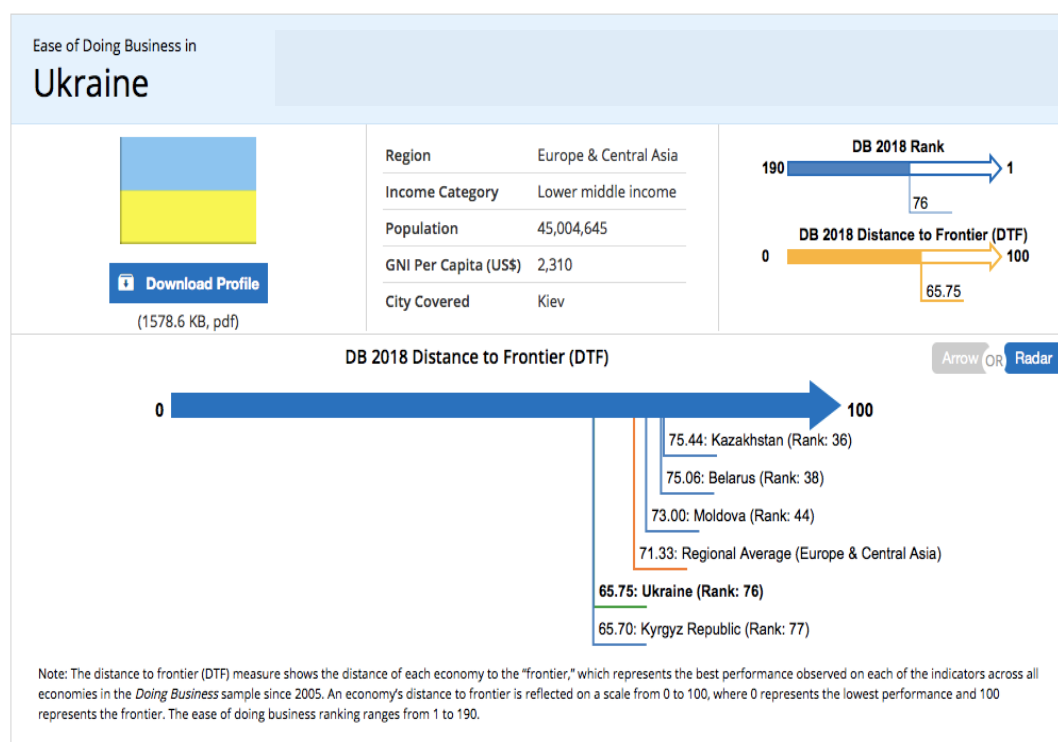 Ease of Doing Business in
Ukraine
Download Profile
(1578.6 KB, pdf)
Region Europe & Central Asia
Income Category Lower middle income
Population 45,004,645
GNI Per Capita (US$) 2,310
City Covered Kiev
DB 2018 Rank
190 1
76
DB 2018 Distance to Frontier (DTF)
0 100
65.75
DB 2018 Distance to Frontier (DTF)
Arrow OR Radar
0 100
75.44: Kazakhstan (Rank: 36)
75.06: Belarus (Rank: 38)
73.00: Moldova (Rank: 44)
71.33: Regional Average (Europe & Central Asia)
65.75: Ukraine (Rank: 76)
65.70: Kyrgyz Republic (Rank: 77)
Note: The distance to frontier (DTF) measure shows the distance of each economy to the “frontier,” which represents the best performance observed on each of the indicators across all
economies in the Doing Business sample since 2005. An economy’s distance to frontier is reflected on a scale from 0 to 100, where 0 represents the lowest performance and 100
represents the frontier. The ease of doing business ranking ranges from 1 to 190.